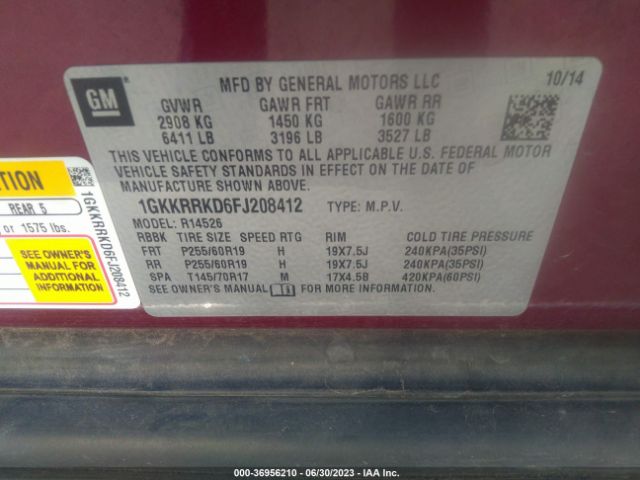 GM
MFD BY GENERAL MOTORS LLC 10/14
GVWR GAWR FRT GAWR RR
2908 KG 1450 KG 1600 KG
6411 LB 3196 LB 3527 LB
THIS VEHICLE CONFORMS TO ALL APPLICABLE U.S. FEDERAL MOTOR
VEHICLE SAFETY STANDARDS IN EFFECT ON THE DATE OF
MANUFACTURE SHOWN ABOVE.
1GKKRRKD6FJ208412 TYPE: M.P.V.
MODEL: R14526
RBBK TIRE SIZE SPEED RTG RIM COLD TIRE PRESSURE
FRT P255/60R19 H 19X7.5J 240KPA(35PSI)
RR P255/60R19 H 19X7.5J 240KPA(35PSI)
SPA T145/70R17 M 17X4.5B 420KPA(60PSI)
SEE OWNER'S MANUAL FOR MORE INFORMATION.
TION
REAR 5
or 1575 lbs.
SEE OWNER'S
MANUAL FOR
ADDITIONAL
INFORMATION
1GKKRRKD6FJ208412
000-36956210 - 06/30/2023 - IAA Inc.